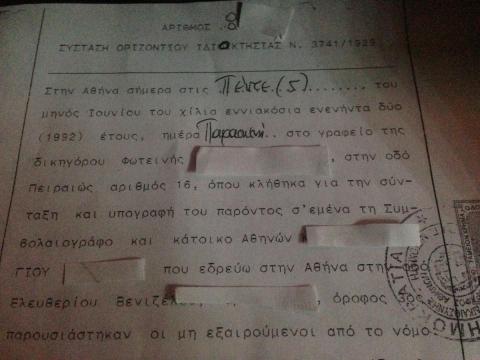 ΑΡΙΘΜΟΣ 8
ΣΥΣΤΑΣΗ ΟΡΙΖΟΝΤΙΟΥ ΙΔΙΟΚΤΗΣΙΑΣ Ν. 3741/1929
Στην Αθήνα σήμερα στις Πέντε.(5)........ του
μηνός Ιουνίου του χίλια εννιακόσια ενενήντα δύο
(1992) έτους, ημέρα Παρασκευή.. στο γραφείο της
δικηγόρου Φωτεινής , στην οδό
Πειραιώς αριθμός 16, όπου κλήθηκα για την σύν-
ταξη και υπογραφή του παρόντος σ'εμένα τη Συμ-
βολαιογράφο και κάτοικο Αθηνών
ΓΙΟΥ που εδρεύω στην Αθήνα στην
Ελευθερίου Βενιζέλου , όροφος 3ος
παρουσιάστηκαν οι μη εξαιρούμενοι από το νόμο